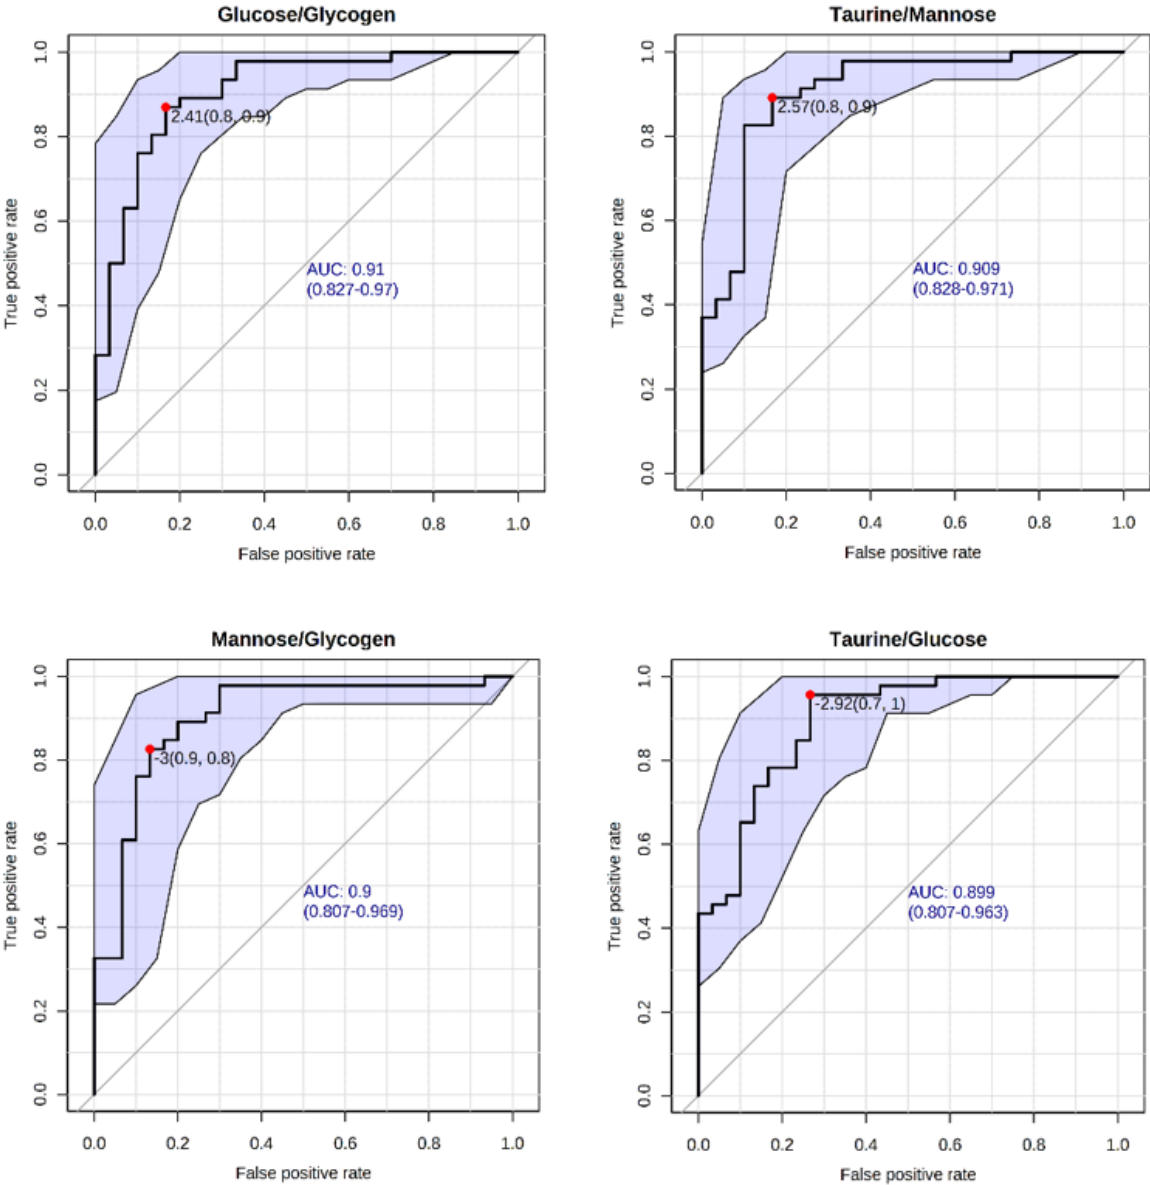 Glucose/Glycogen
1.0
0.8
0.6
0.4
0.2
0.0
True positive rate
2.41(0.8, 0.9)
AUC: 0.91
(0.827-0.97)
0.0 0.2 0.4 0.6 0.8 1.0
False positive rate
Taurine/Mannose
1.0
0.8
0.6
0.4
0.2
0.0
True positive rate
2.57(0.8, 0.9)
AUC: 0.909
(0.828-0.971)
0.0 0.2 0.4 0.6 0.8 1.0
False positive rate
Mannose/Glycogen
1.0
0.8
0.6
0.4
0.2
0.0
True positive rate
-3(0.9, 0.8)
AUC: 0.9
(0.807-0.969)
0.0 0.2 0.4 0.6 0.8 1.0
False positive rate
Taurine/Glucose
1.0
0.8
0.6
0.4
0.2
0.0
True positive rate
-2.92(0.7, 1)
AUC: 0.899
(0.807-0.963)
0.0 0.2 0.4 0.6 0.8 1.0
False positive rate